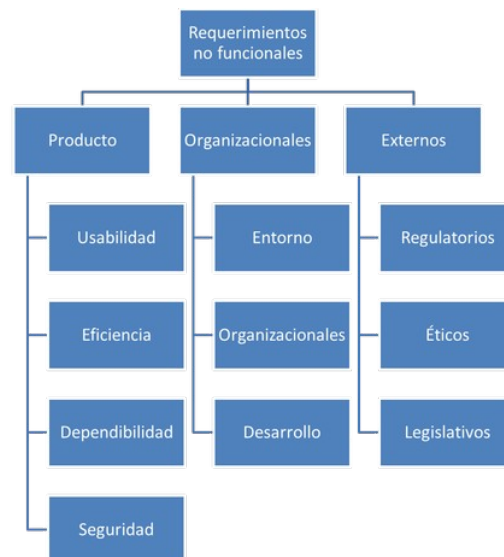 Requerimientos
no funcionales
Producto
Organizacionales
Externos
Usabilidad
Entorno
Regulatorios
Eficiencia
Organizacionales
Éticos
Dependibilidad
Desarrollo
Legislativos
Seguridad